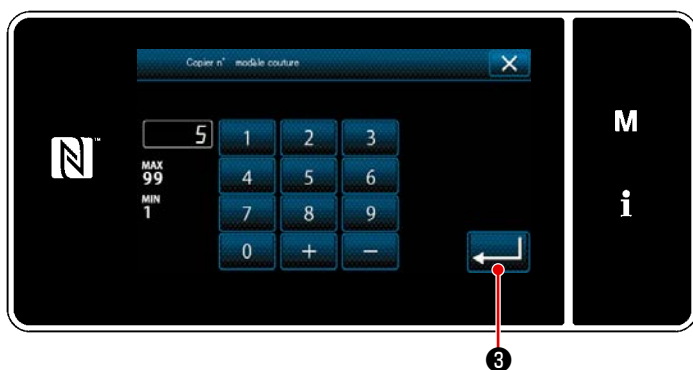 Copier n° modèle couture
5
1 2 3
MAX
99
4 5 6
MIN
1
7 8 9
0 + −
M
i
N™
❸